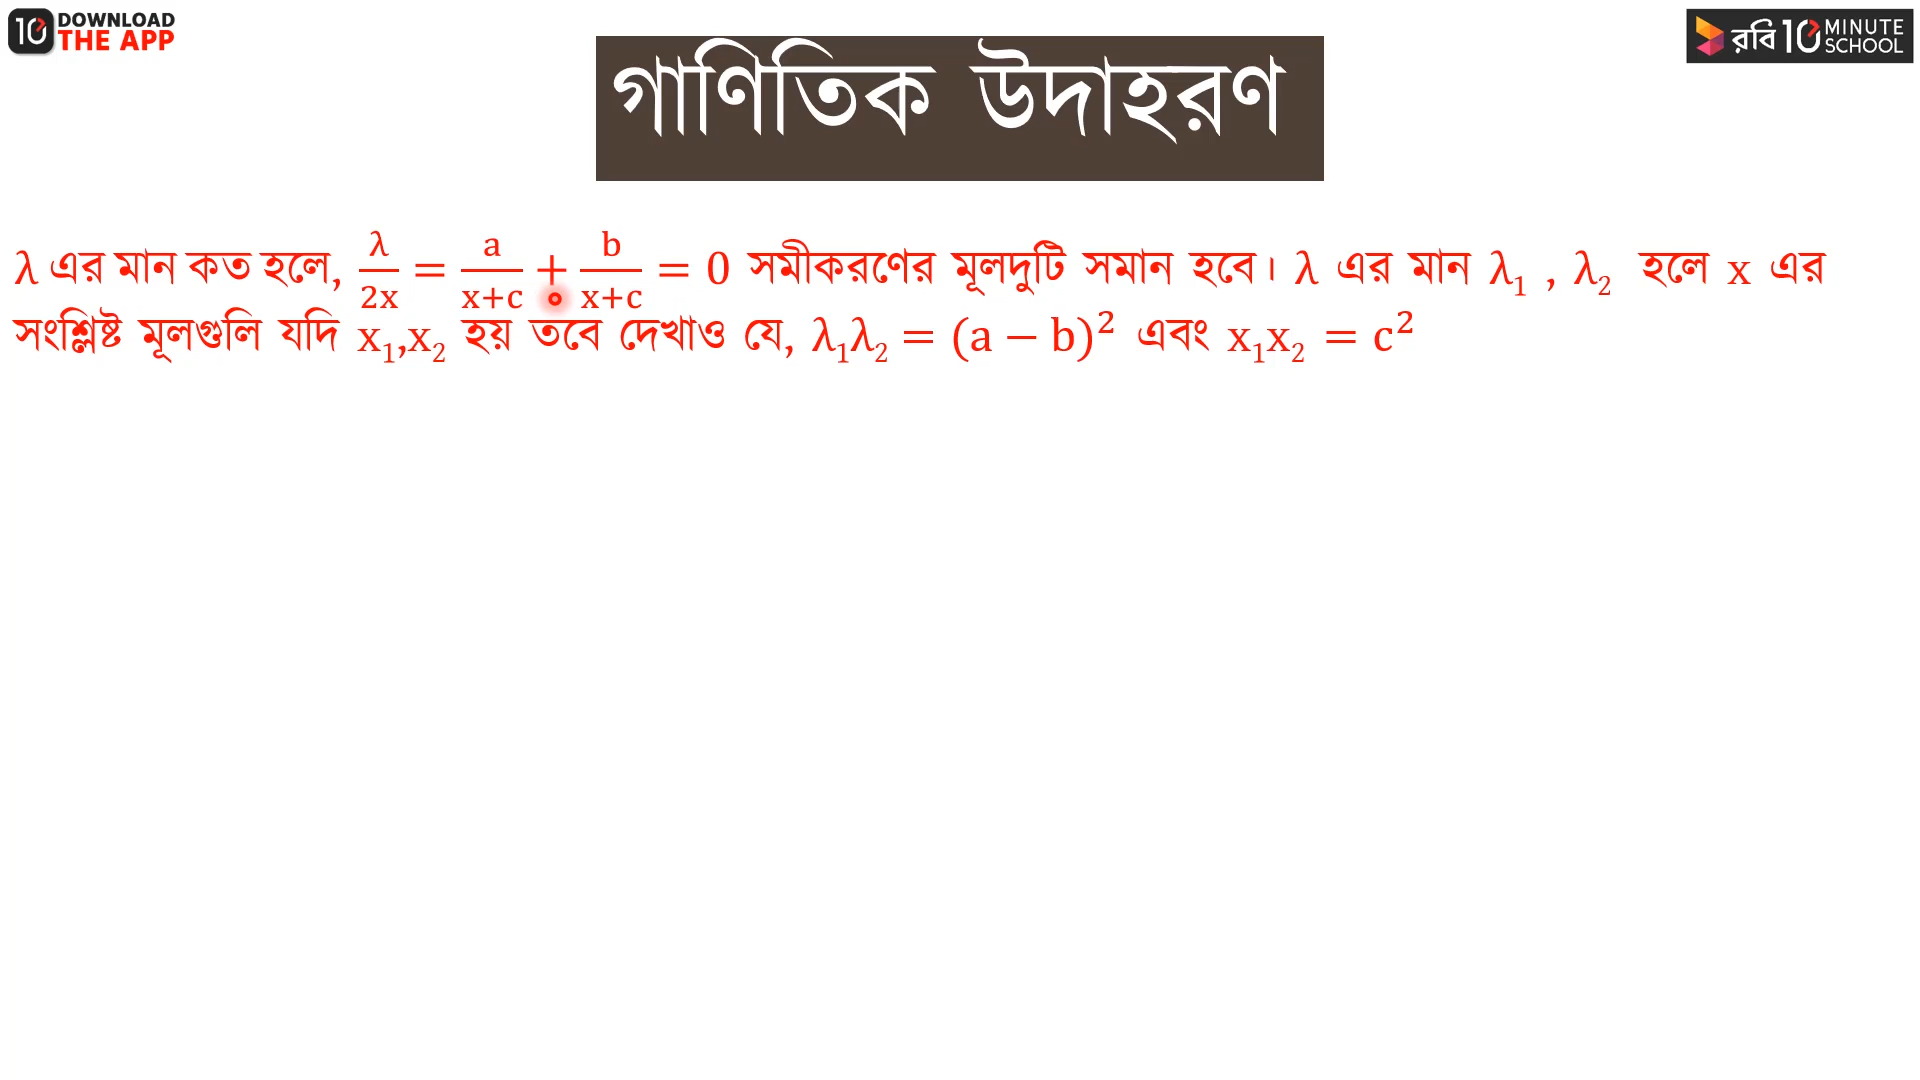 DOWNLOAD
THE APP
রবি 10 MINUTE
SCHOOL
গাণিতিক উদাহরণ
λ এর মান কত হলে, λ/2x = a/x+c + b/x+c = 0 সমীকরণের মূলদুটি সমান হবে। λ এর মান λ₁ , λ₂ হলে x এর
সংশ্লিষ্ট মূলগুলি যদি x₁,x₂ হয় তবে দেখাও যে, λ₁λ₂ = (a − b)² এবং x₁x₂ = c²